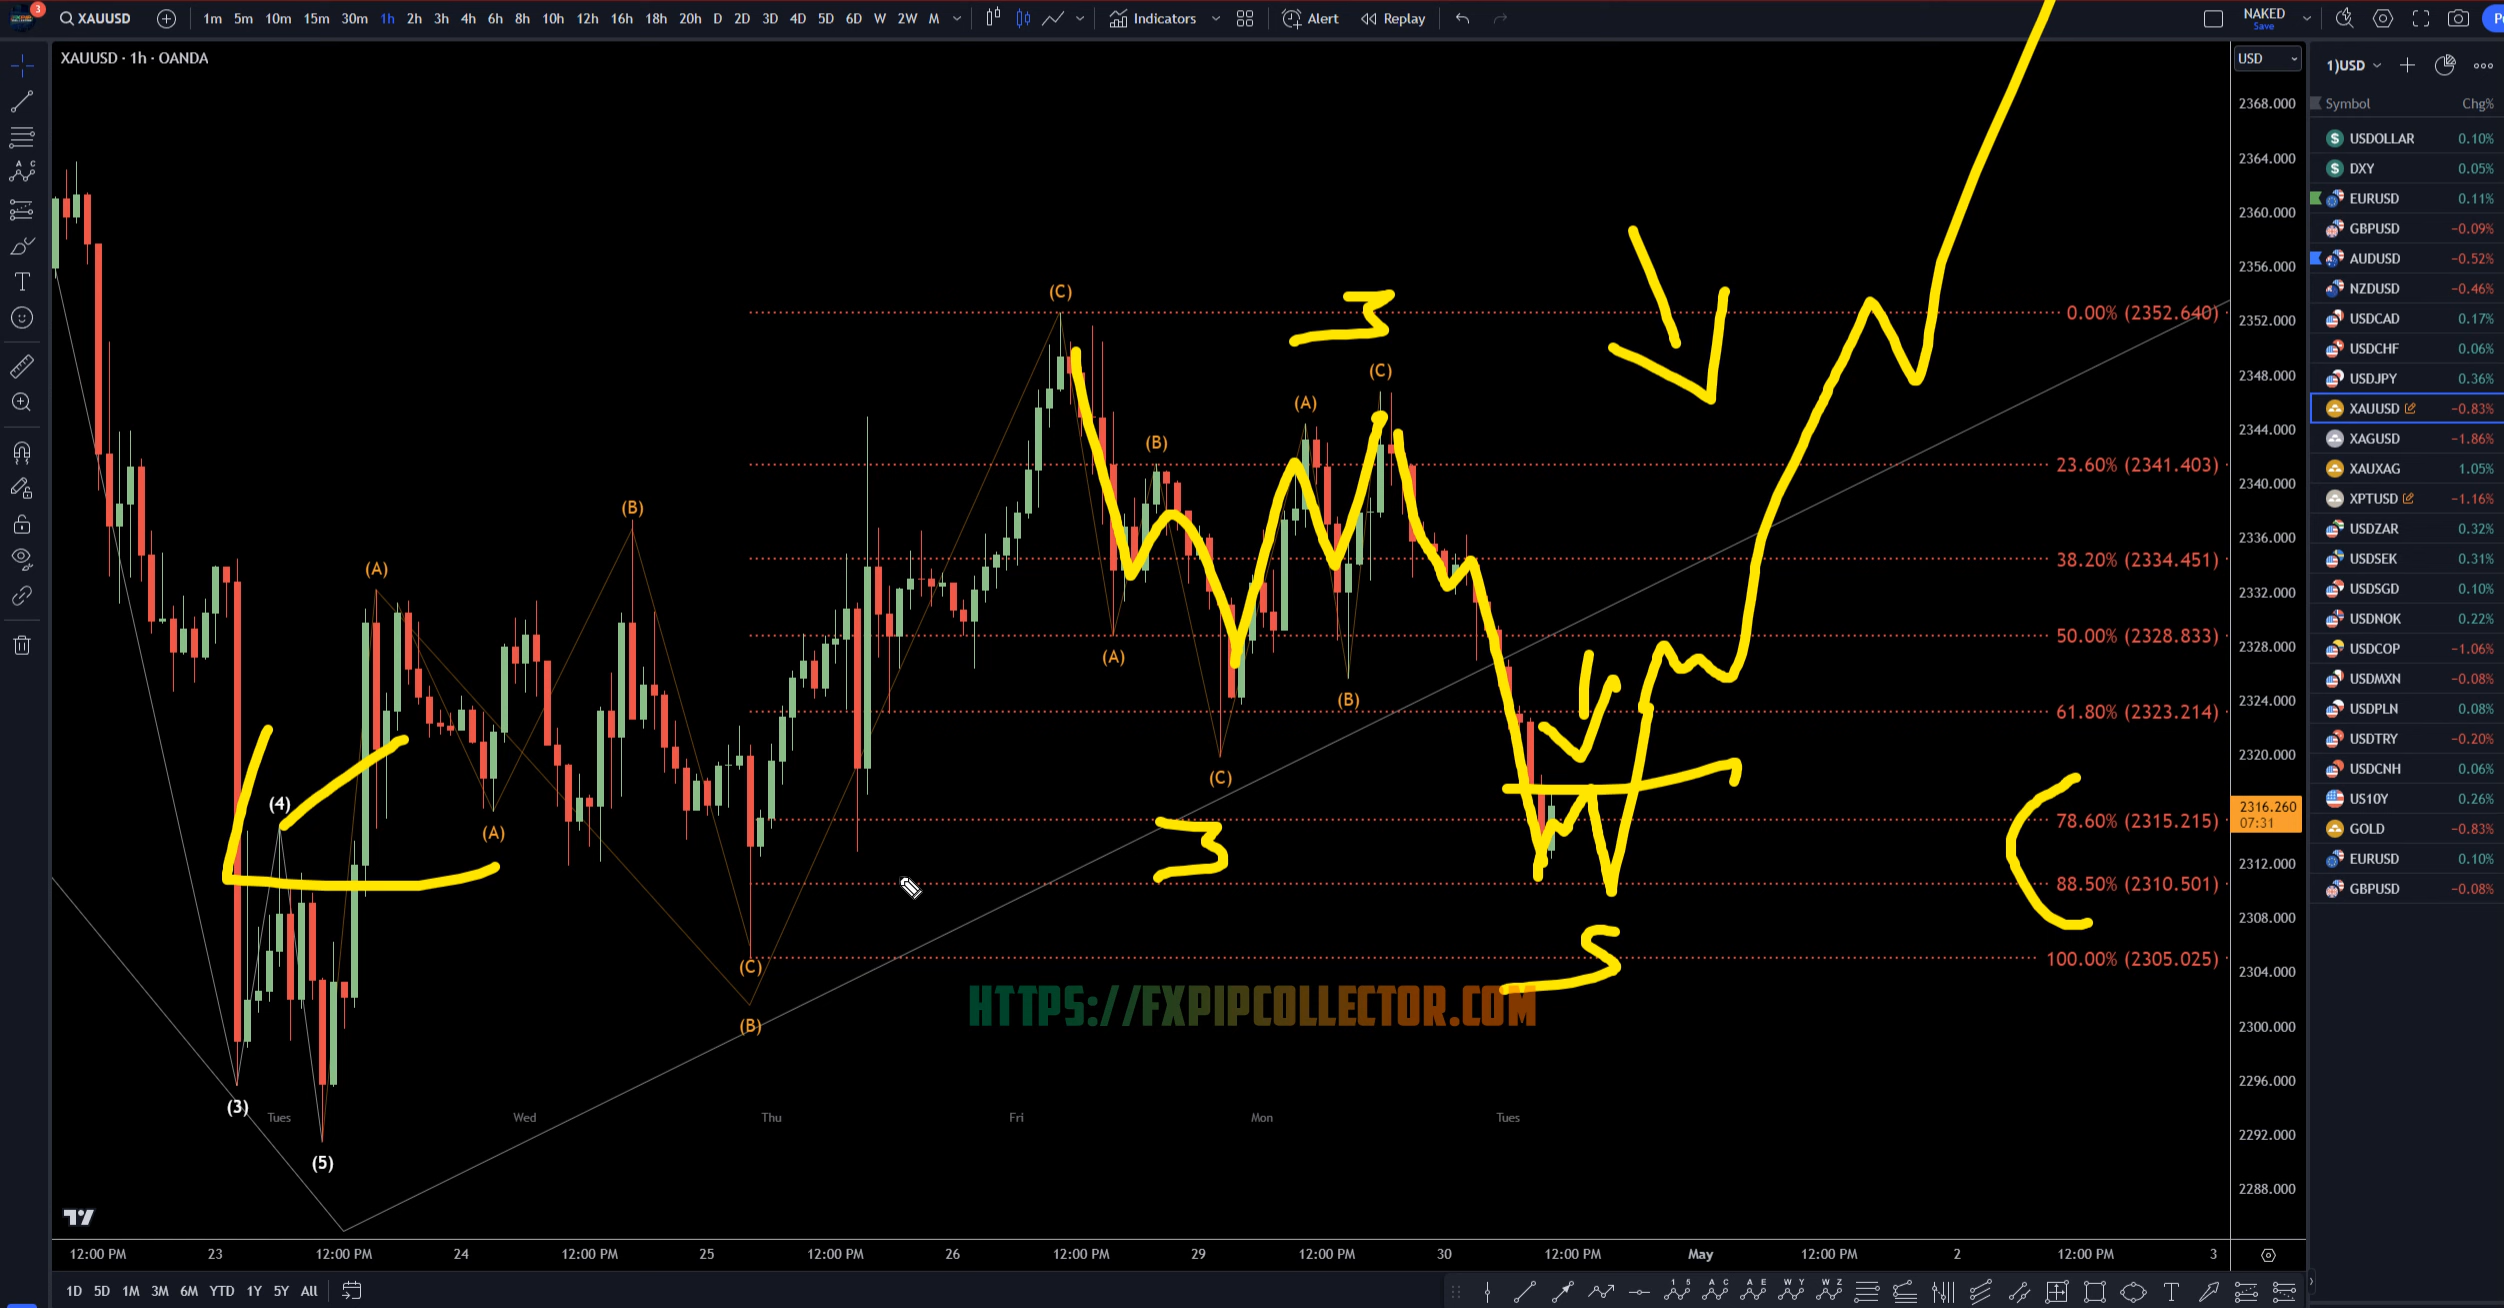 3
XAUUSD
1m 5m 10m 15m 30m 1h 2h 3h 4h 6h 8h 10h 12h 16h 18h 20h D 2D 3D 4D 5D 6D W 2W M
Indicators
Alert
Replay
NAKED
Save
XAUUSD · 1h · OANDA
USD
1)USD
Symbol Chg%
USDOLLAR 0.10%
DXY 0.05%
EURUSD 0.11%
GBPUSD −0.09%
AUDUSD −0.52%
NZDUSD −0.46%
USDCAD 0.17%
USDCHF 0.06%
USDJPY 0.36%
XAUUSD −0.83%
XAGUSD −1.86%
XAUXAG 1.05%
XPTUSD −1.16%
USDZAR 0.32%
USDSEK 0.31%
USDSGD 0.10%
USDNOK 0.22%
USDCOP −1.06%
USDMXN −0.08%
USDPLN 0.08%
USDTRY −0.20%
USDCNH 0.06%
US10Y 0.26%
GOLD −0.83%
EURUSD 0.10%
GBPUSD −0.08%
2368.000
2364.000
2360.000
2356.000
2352.000
2348.000
2344.000
2340.000
2336.000
2332.000
2328.000
2324.000
2320.000
2316.260
07:31
2312.000
2308.000
2304.000
2300.000
2296.000
2292.000
2288.000
0.00% (2352.640)
23.60% (2341.403)
38.20% (2334.451)
50.00% (2328.833)
61.80% (2323.214)
78.60% (2315.215)
88.50% (2310.501)
100.00% (2305.025)
(C)
3
(C)
(A)
(B)
(B)
(A)
(A)
(B)
(C)
(4)
(A)
3
5
(C)
(B)
HTTPS://FXPIPCOLLECTOR.COM
(3)
(5)
Tues Wed Thu Fri Mon Tues
12:00 PM 23 12:00 PM 24 12:00 PM 25 12:00 PM 26 12:00 PM 29 12:00 PM 30 12:00 PM May 12:00 PM 2 12:00 PM 3
1D 5D 1M 3M 6M YTD 1Y 5Y All